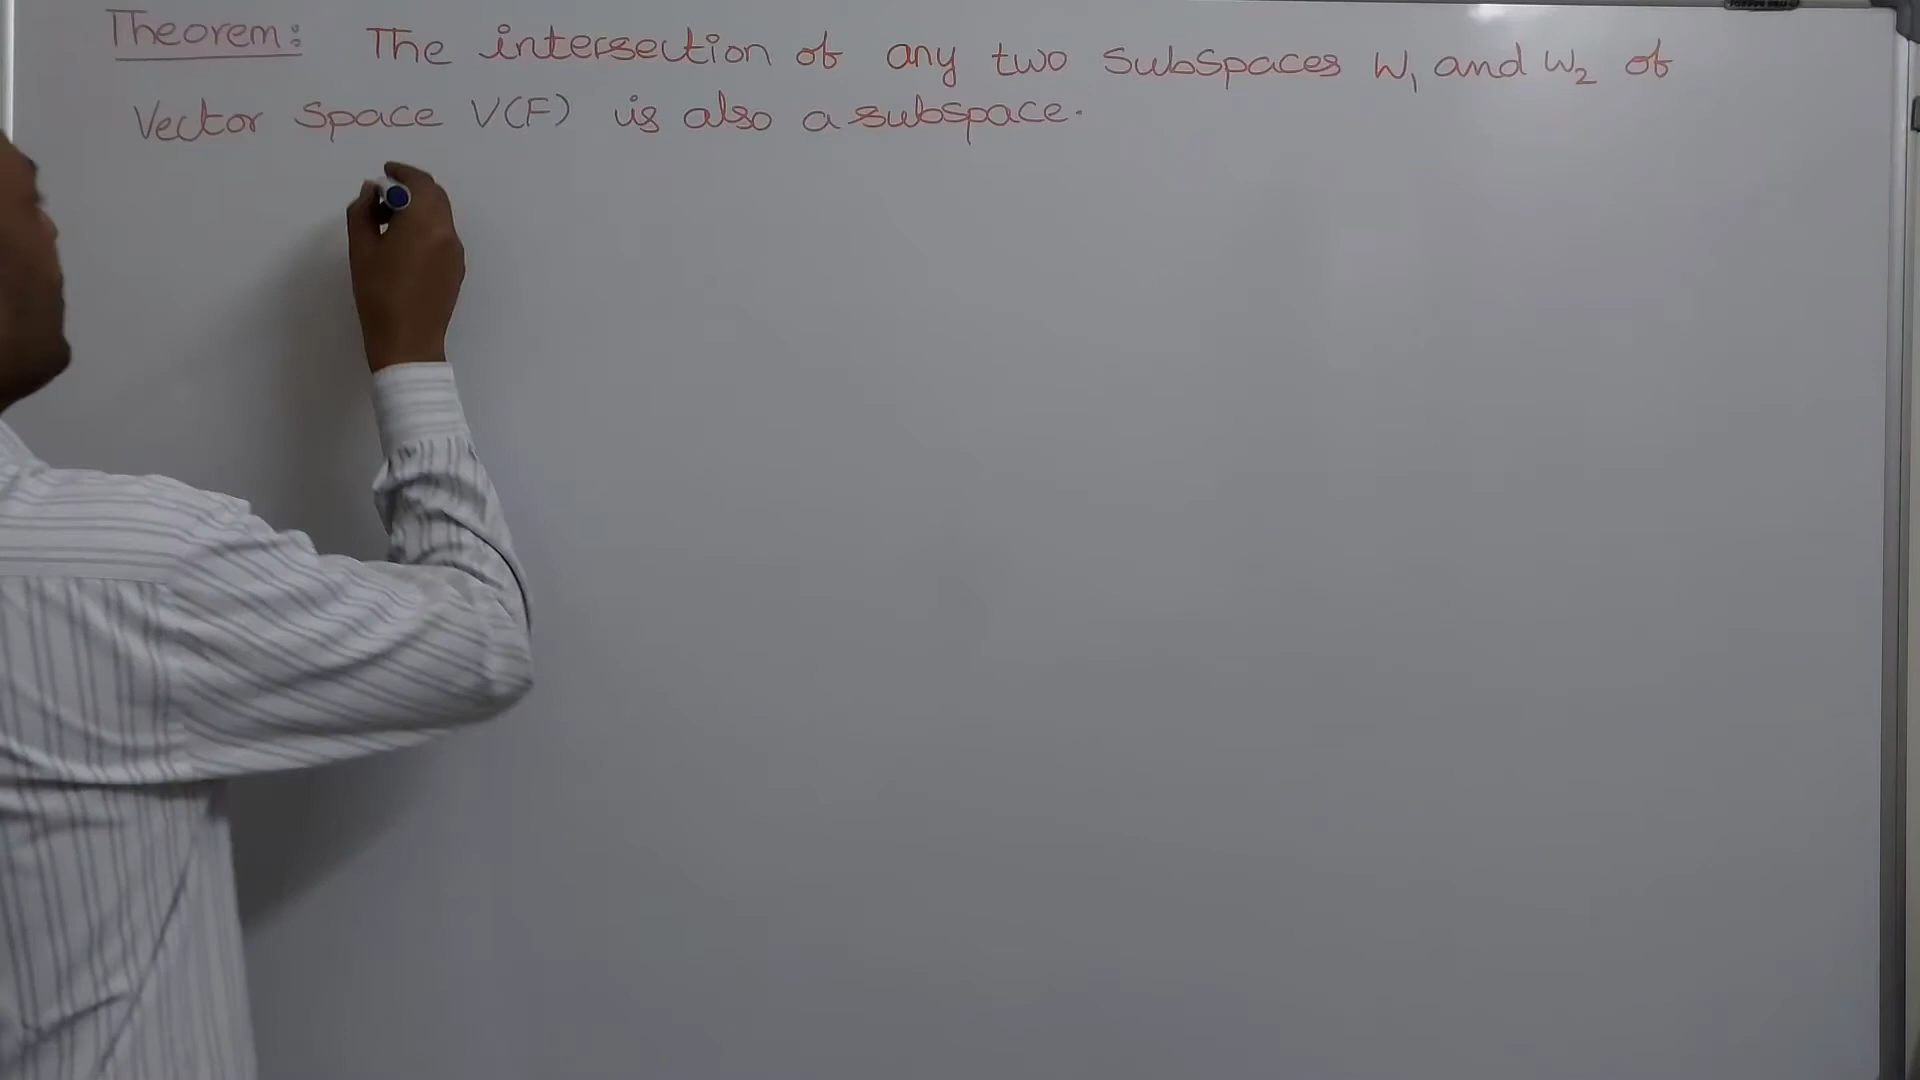 Theorem: The intersection of any two subspaces W₁ and W₂ of
Vector Space V(F) is also a subspace.